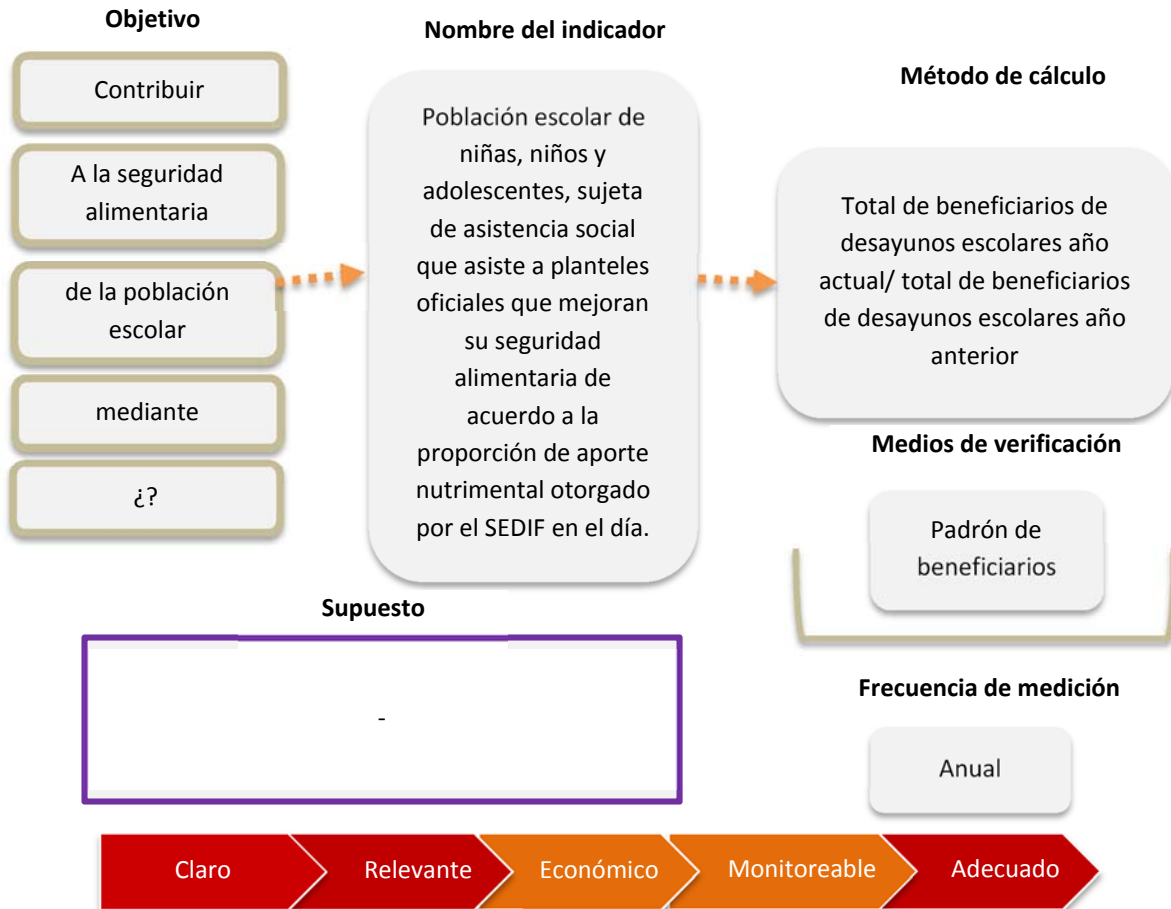 Objetivo
Contribuir
A la seguridad
alimentaria
de la población
escolar
mediante
¿?
Nombre del indicador
Población escolar de
niñas, niños y
adolescentes, sujeta
de asistencia social
que asiste a planteles
oficiales que mejoran
su seguridad
alimentaria de
acuerdo a la
proporción de aporte
nutrimental otorgado
por el SEDIF en el día.
Método de cálculo
Total de beneficiarios de
desayunos escolares año
actual/ total de beneficiarios
de desayunos escolares año
anterior
Medios de verificación
Padrón de
beneficiarios
Supuesto
-
Frecuencia de medición
Anual
Claro
Relevante
Económico
Monitoreable
Adecuado